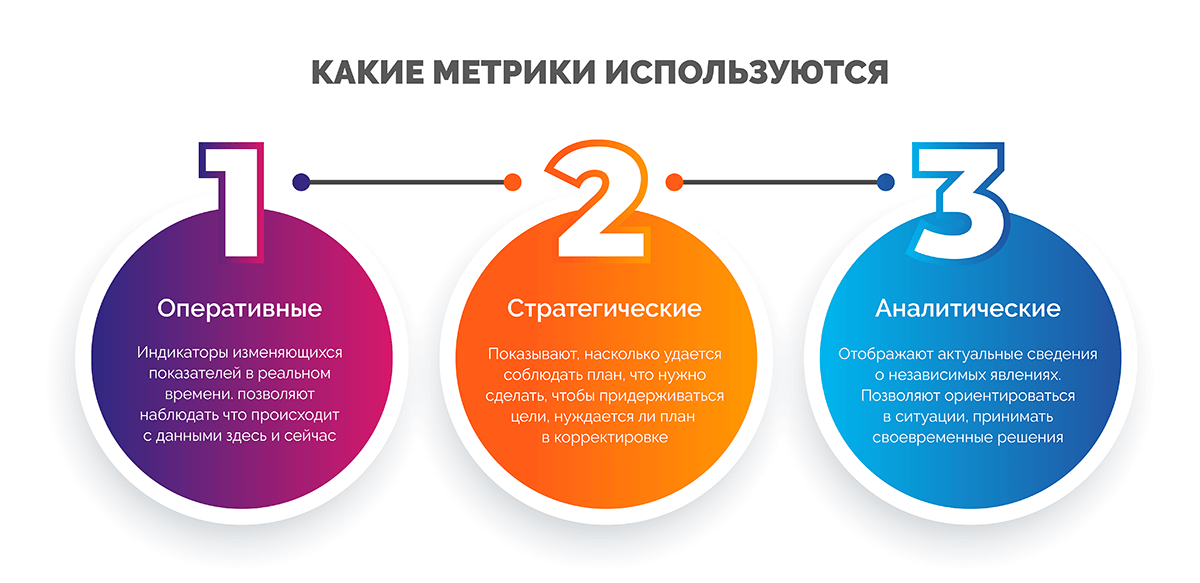 КАКИЕ МЕТРИКИ ИСПОЛЬЗУЮТСЯ
1
Оперативные
Индикаторы изменяющихся
показателей в реальном
времени. позволяют
наблюдать что происходит
с данными здесь и сейчас
2
Стратегические
Показывают, насколько удается
соблюдать план, что нужно
сделать, чтобы придерживаться
цели, нуждается ли план
в корректировке
3
Аналитические
Отображают актуальные сведения
о независимых явлениях.
Позволяют ориентироваться
в ситуации, принимать
своевременные решения